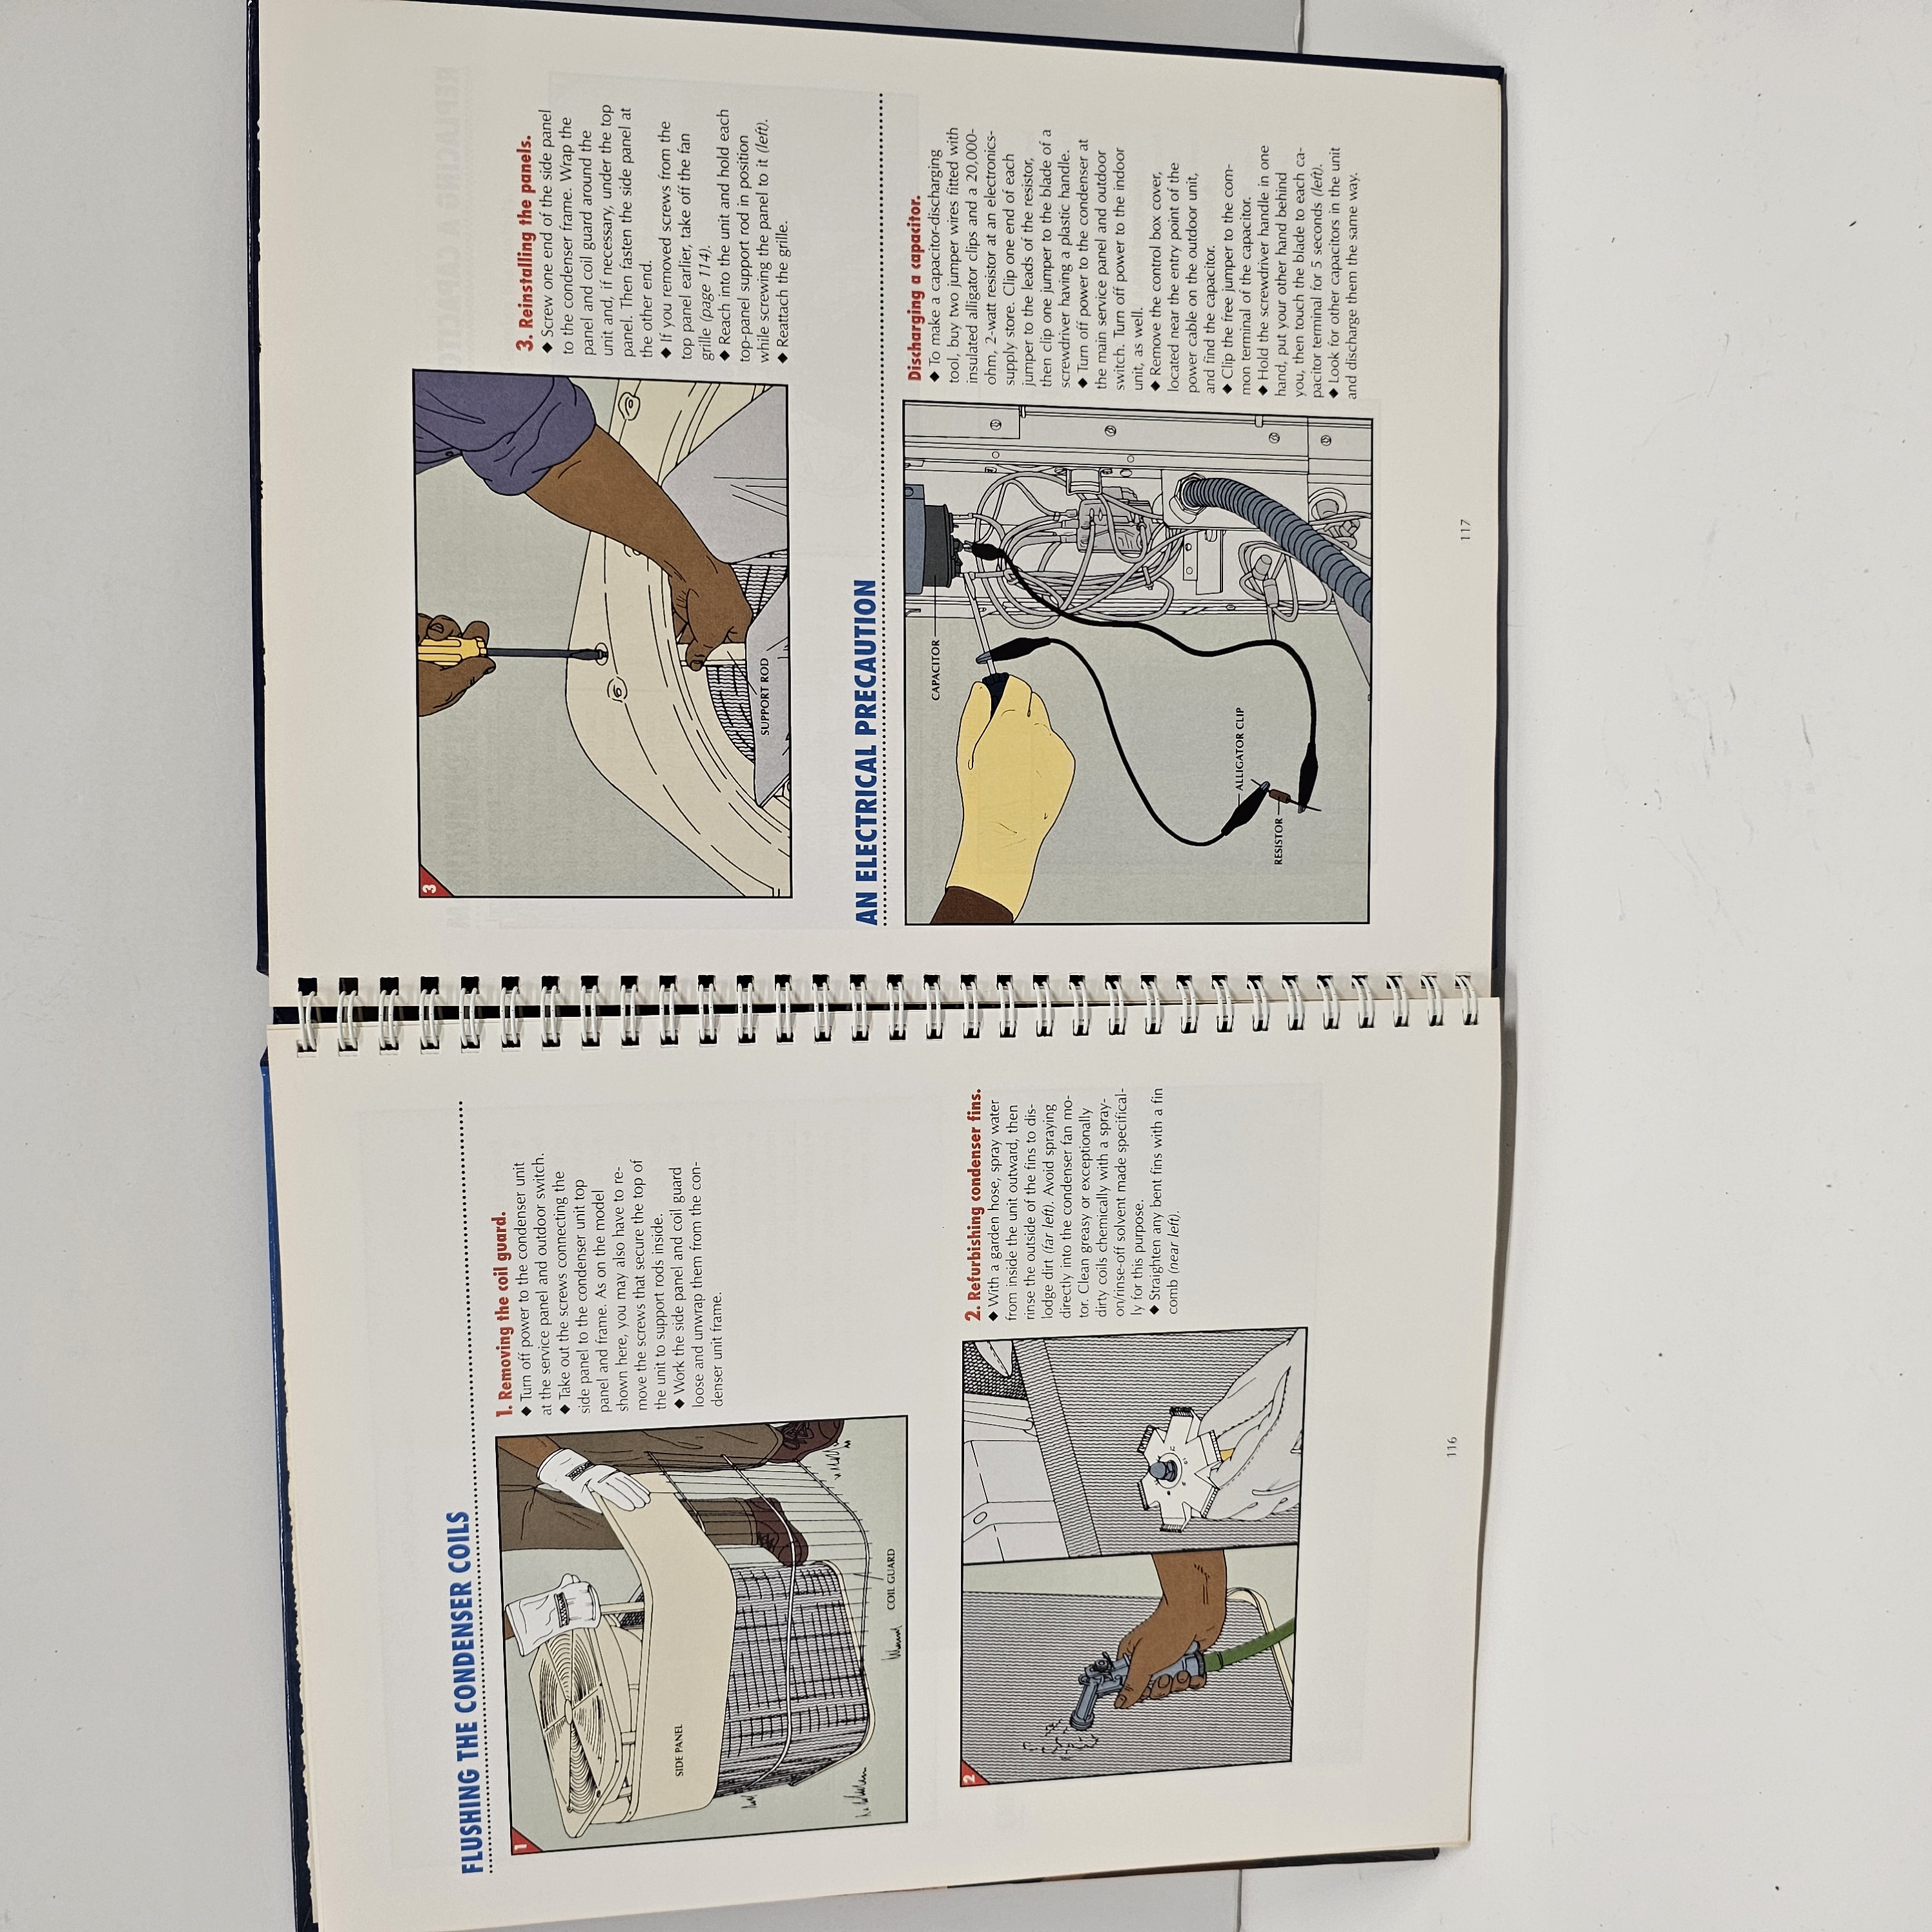 FLUSHING THE CONDENSER COILS
1
SIDE PANEL
COIL GUARD
1. Removing the coil guard.
◆ Turn off power to the condenser unit
at the service panel and outdoor switch.
◆ Take out the screws connecting the
side panel to the condenser unit top
panel and frame. As on the model
shown here, you may also have to re-
move the screws that secure the top of
the unit to support rods inside.
◆ Work the side panel and coil guard
loose and unwrap them from the con-
denser unit frame.
2
2. Refurbishing condenser fins.
◆ With a garden hose, spray water
from inside the unit outward, then
rinse the outside of the fins to dis-
lodge dirt (far left). Avoid spraying
directly into the condenser fan mo-
tor. Clean greasy or exceptionally
dirty coils chemically with a spray-
on/rinse-off solvent made specifical-
ly for this purpose.
◆ Straighten any bent fins with a fin
comb (near left).
116
3
SUPPORT ROD
3. Reinstalling the panels.
◆ Screw one end of the side panel
to the condenser frame. Wrap the
panel and coil guard around the
unit and, if necessary, under the top
panel. Then fasten the side panel at
the other end.
◆ If you removed screws from the
top panel earlier, take off the fan
grille (page 114).
◆ Reach into the unit and hold each
top-panel support rod in position
while screwing the panel to it (left).
◆ Reattach the grille.
AN ELECTRICAL PRECAUTION
CAPACITOR
ALLIGATOR CLIP
RESISTOR
Discharging a capacitor.
◆ To make a capacitor-discharging
tool, buy two jumper wires fitted with
insulated alligator clips and a 20,000-
ohm, 2-watt resistor at an electronics-
supply store. Clip one end of each
jumper to the leads of the resistor,
then clip one jumper to the blade of a
screwdriver having a plastic handle.
◆ Turn off power to the condenser at
the main service panel and outdoor
switch. Turn off power to the indoor
unit, as well.
◆ Remove the control box cover,
located near the entry point of the
power cable on the outdoor unit,
and find the capacitor.
◆ Clip the free jumper to the com-
mon terminal of the capacitor.
◆ Hold the screwdriver handle in one
hand, put your other hand behind
you, then touch the blade to each ca-
pacitor terminal for 5 seconds (left).
◆ Look for other capacitors in the unit
and discharge them the same way.
117